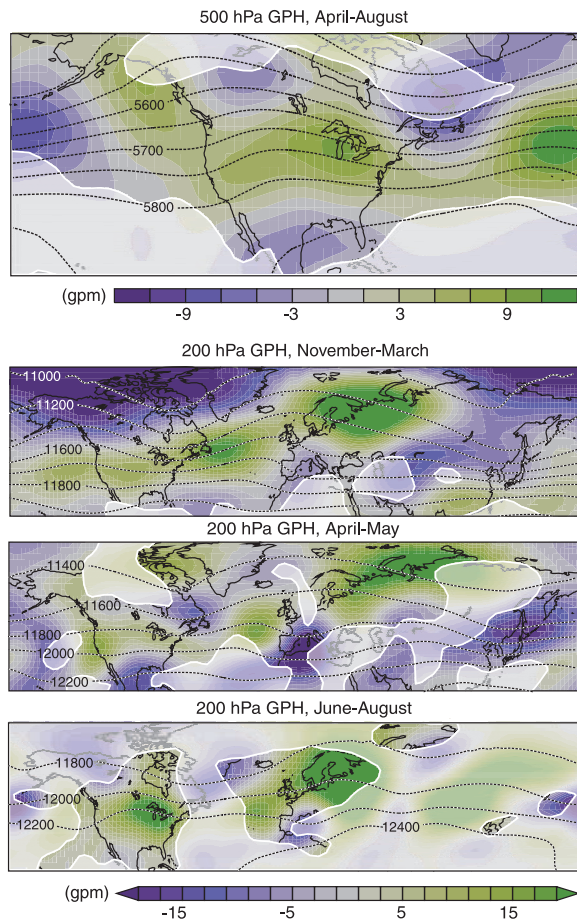 500 hPa GPH, April-August
5600
5700
5800
(gpm)
-9 -3 3 9
200 hPa GPH, November-March
11000
11200
11600
11800
200 hPa GPH, April-May
11400
11600
11800
12000
12200
200 hPa GPH, June-August
11800
12000
12200
12400
(gpm)
-15 -5 5 15